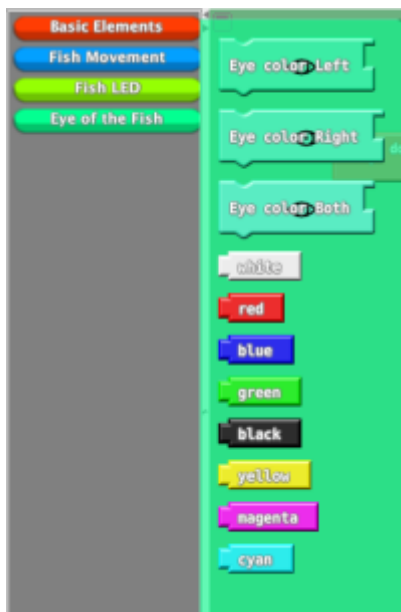 Basic Elements
Fish Movement
Fish LED
Eye of the Fish
Eye color Left
Eye color Right
Eye color Both
white
red
blue
green
black
yellow
magenta
cyan